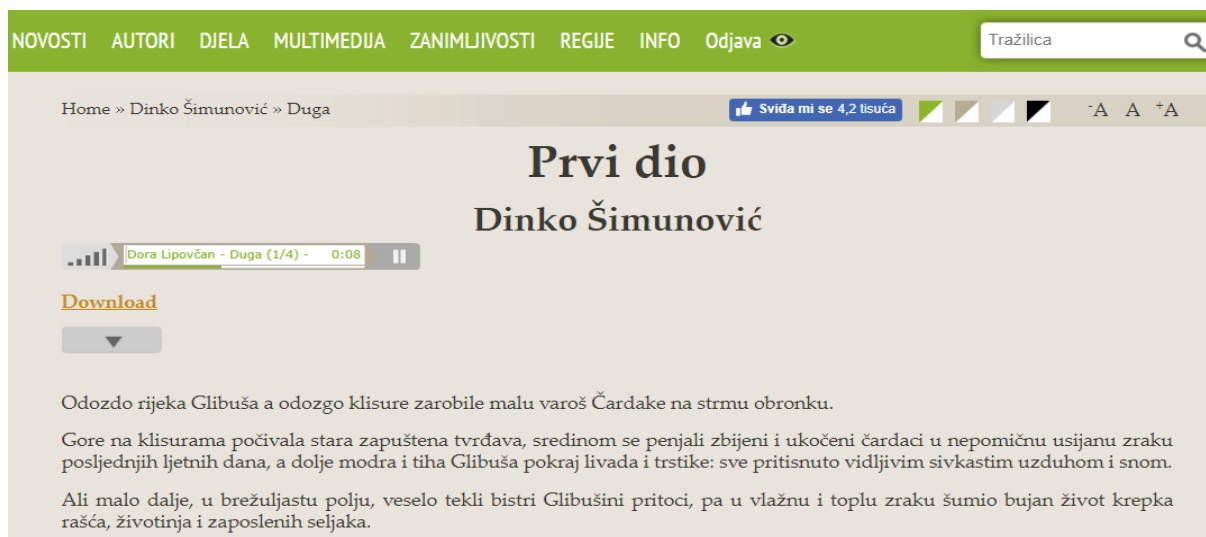 NOVOSTI AUTORI DJELA MULTIMEDIJA ZANIMLJIVOSTI REGIJE INFO Odjava Tražilica
Home » Dinko Šimunović » Duga Sviđa mi se 4,2 tisuća -A A +A
Prvi dio
Dinko Šimunović
Dora Lipovčan - Duga (1/4) - 0:08
Download
Odozdo rijeka Glibuša a odozgo klisure zarobile malu varoš Čardake na strmu obronku.
Gore na klisurama počivala stara zapuštena tvrđava, sredinom se penjali zbijeni i ukočeni čardaci u nepomičnu usijanu zraku
posljednjih ljetnih dana, a dolje modra i tiha Glibuša pokraj livada i trstike: sve pritisnuto vidljivim sivkastim uzduhom i snom.
Ali malo dalje, u brežuljastu polju, veselo tekli bistri Glibušini pritoci, pa u vlažnu i toplu zraku šumio bujan život krepka
rašća, životinja i zaposlenih seljaka.